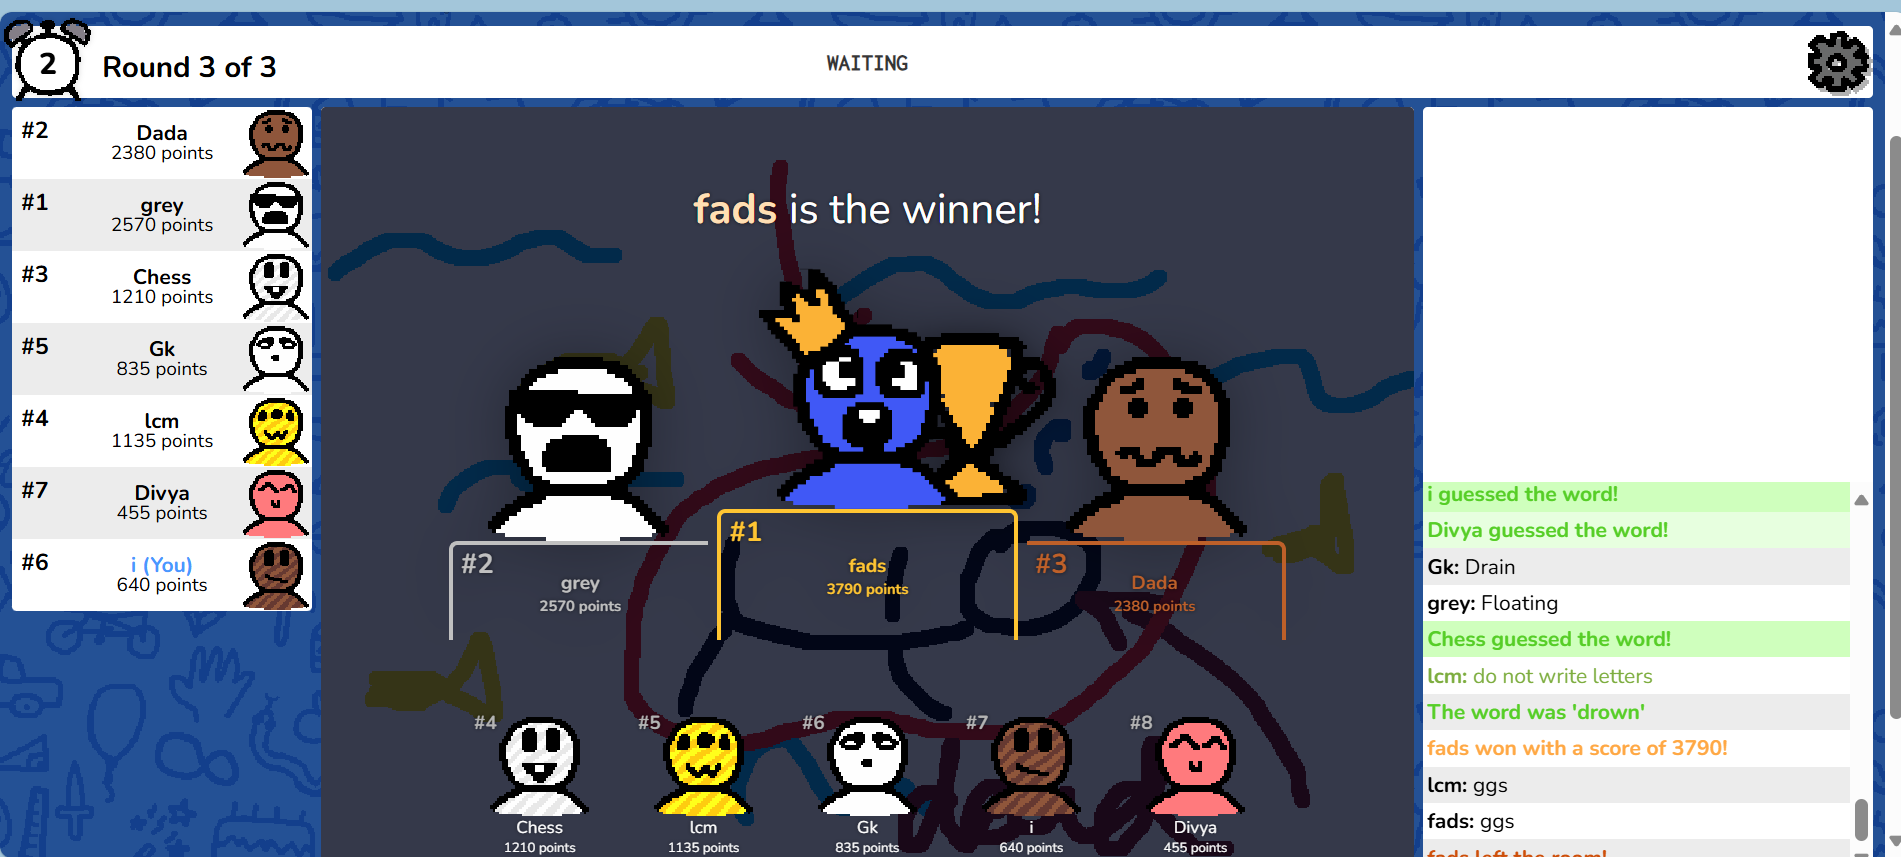 2
Round 3 of 3
WAITING
#2
Dada
2380 points
#1
grey
2570 points
#3
Chess
1210 points
#5
Gk
835 points
#4
lcm
1135 points
#7
Divya
455 points
#6
i (You)
640 points
fads is the winner!
#1
fads
3790 points
#2
grey
2570 points
#3
Dada
2380 points
#4
Chess
1210 points
#5
lcm
1135 points
#6
Gk
835 points
#7
i
640 points
#8
Divya
455 points
i guessed the word!
Divya guessed the word!
Gk: Drain
grey: Floating
Chess guessed the word!
lcm: do not write letters
The word was 'drown'
fads won with a score of 3790!
lcm: ggs
fads: ggs
fads left the room!